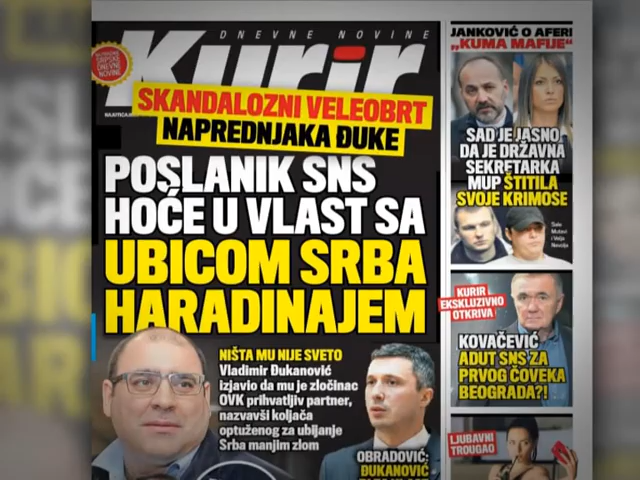 DNEVNE NOVINE
Kurir
SKANDALOZNI VELEOBRT
NAPREDNJAKA ĐUKE
POSLANIK SNS
HOĆE U VLAST SA
UBICOM SRBA
HARADINAJEM
NIŠTA MU NIJE SVETO
Vladimir Đukanović
izjavio da mu je zločinac
OVK prihvatljiv partner,
nazvavši koljača
optuženog za ubijanje
Srba manjim zlom
OBRADOVIĆ:
ĐUKANOVIĆ
JANKOVIĆ O AFERI
„KUMA MAFIJE“
SAD JE JASNO
DA JE DRŽAVNA
SEKRETARKA
MUP ŠTITILA
SVOJE KRIMOSE
KURIR
EKSKLUZIVNO
OTKRIVA
KOVAČEVIĆ
ADUT SNS ZA
PRVOG ČOVEKA
BEOGRADA?!
LJUBAVNI
TROUGAO